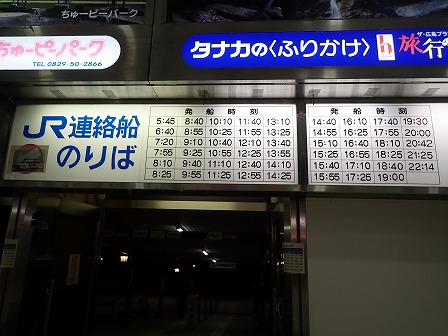 ちゅーピーパーク
ちゅーピーパーク
TEL 0829-50-2866
タナカの〈ふりかけ〉
旅行の
JR連絡船
のりば
発船時刻
5:45 8:40 10:10 11:40 13:10
6:40 8:55 10:25 11:55 13:25
7:20 9:10 10:40 12:10 13:40
7:55 9:25 10:55 12:25 13:55
8:10 9:40 11:10 12:40 14:10
8:25 9:55 11:25 12:55 14:25
発船時刻
14:40 16:10 17:40 19:30
14:55 16:25 17:55 20:00
15:10 16:40 18:10 20:42
15:25 16:55 18:25 21:25
15:40 17:10 18:40 22:14
15:55 17:25 19:00